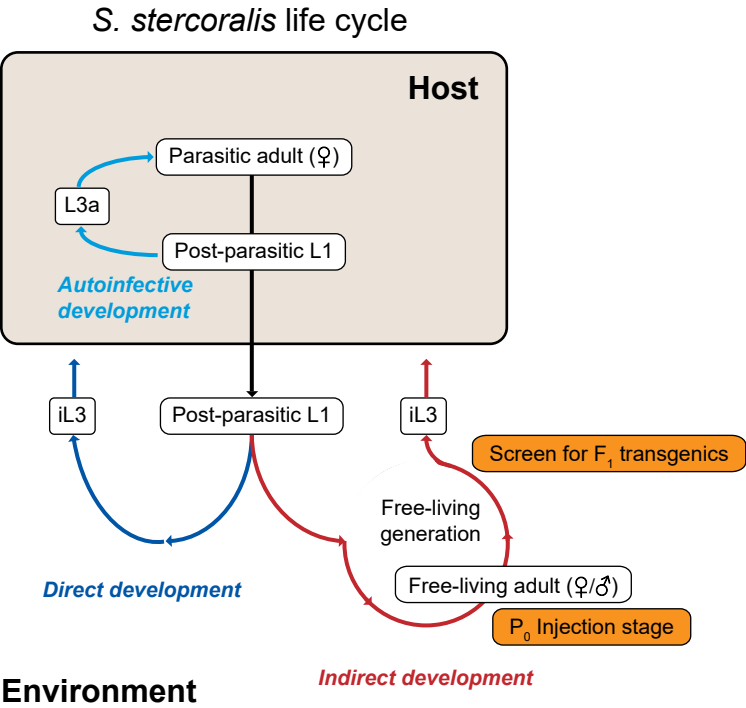 S. stercoralis life cycle
Host
Parasitic adult (♀)
L3a
Post-parasitic L1
Autoinfective
development
iL3
Post-parasitic L1
iL3
Screen for F₁ transgenics
Free-living
generation
Free-living adult (♀/♂)
Direct development
P₀ Injection stage
Indirect development
Environment